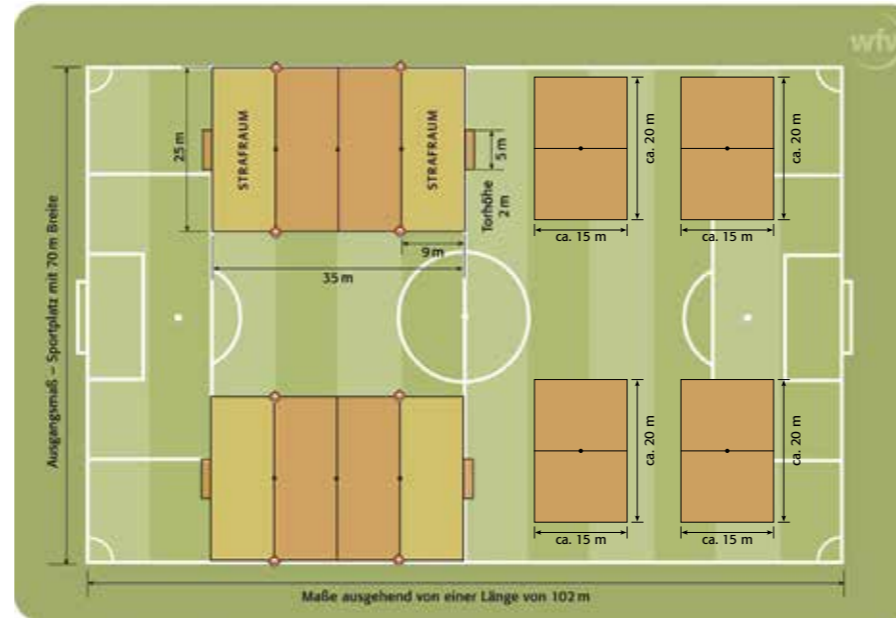 wfv
Ausgangsmaß – Sportplatz mit 70 m Breite
25 m
STRAFRAUM
STRAFRAUM
5 m
Torhöhe
2 m
9 m
35 m
ca. 20 m
ca. 15 m
ca. 20 m
ca. 15 m
ca. 20 m
ca. 15 m
ca. 20 m
ca. 15 m
Maße ausgehend von einer Länge von 102 m